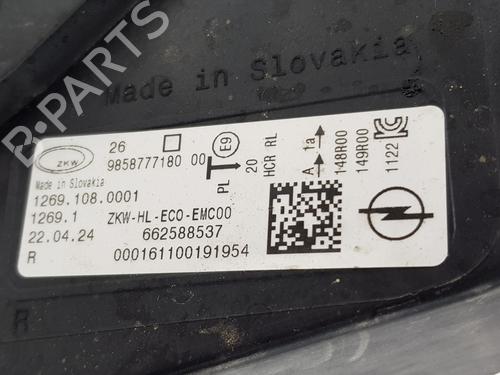 Made in Slovakia
B-PARTS
ZKW
26
9858777180 00
E9
PL
20
HCR RL
A
1a
148R00
149R00
1122
Made in Slovakia
1269.108.0001
1269.1
ZKW-HL-ECO-EMC00
22.04.24
662588537
R
000161100191954
R